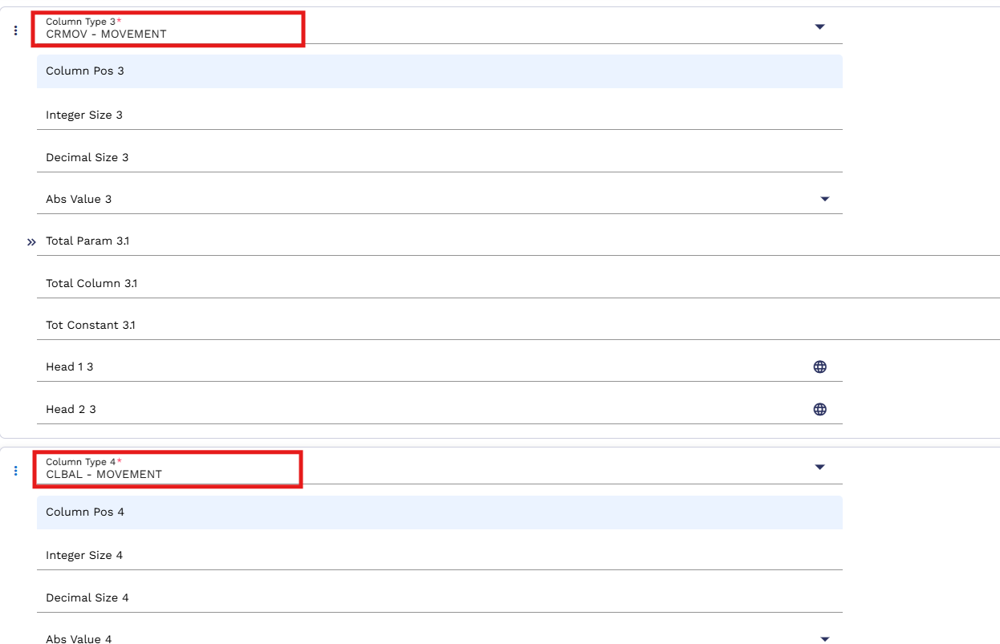 Column Type 3*
CRMOV - MOVEMENT
Column Pos 3
Integer Size 3
Decimal Size 3
Abs Value 3
Total Param 3.1
Total Column 3.1
Tot Constant 3.1
Head 1 3
Head 2 3
Column Type 4*
CLBAL - MOVEMENT
Column Pos 4
Integer Size 4
Decimal Size 4
Abs Value 4